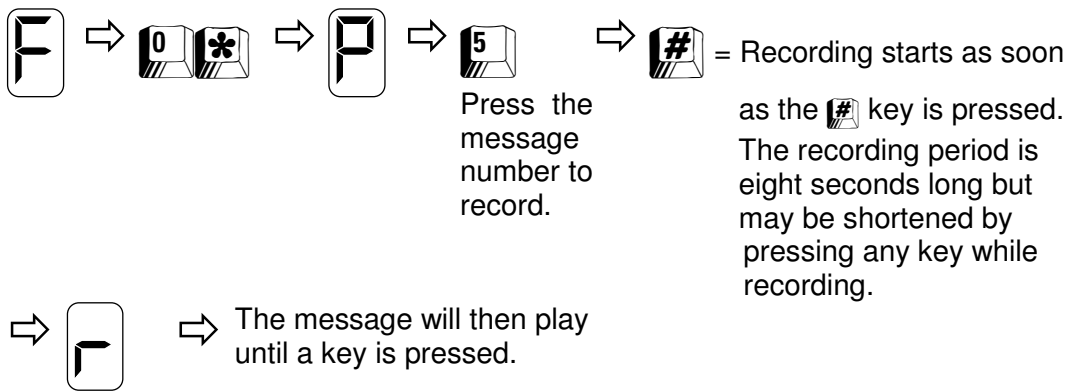 F ⇨ 0 * ⇨ P ⇨ 5 ⇨ # = Recording starts as soon
Press the
message
number to
record.
as the # key is pressed.
The recording period is
eight seconds long but
may be shortened by
pressing any key while
recording.
⇨ r ⇨ The message will then play
until a key is pressed.